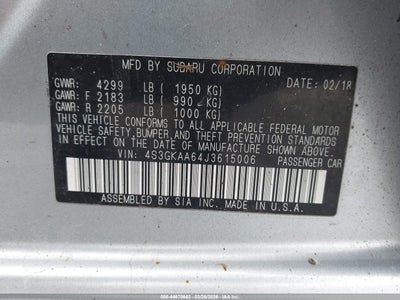 MFD BY SUBARU CORPORATION
GVWR: 4299 LB ( 1950 KG) DATE: 02/18
GAWR: F 2183 LB ( 990 KG)
GAWR: R 2205 LB ( 1000 KG)
THIS VEHICLE CONFORMS TO ALL APPLICABLE FEDERAL MOTOR
VEHICLE SAFETY, BUMPER, AND THEFT PREVENTION STANDARDS
IN EFFECT ON THE DATE OF MANUFACTURE SHOWN ABOVE.
VIN: 4S3GKAA64J3615006 PASSENGER CAR
ASSEMBLED BY SIA INC. MADE IN U.S.A.